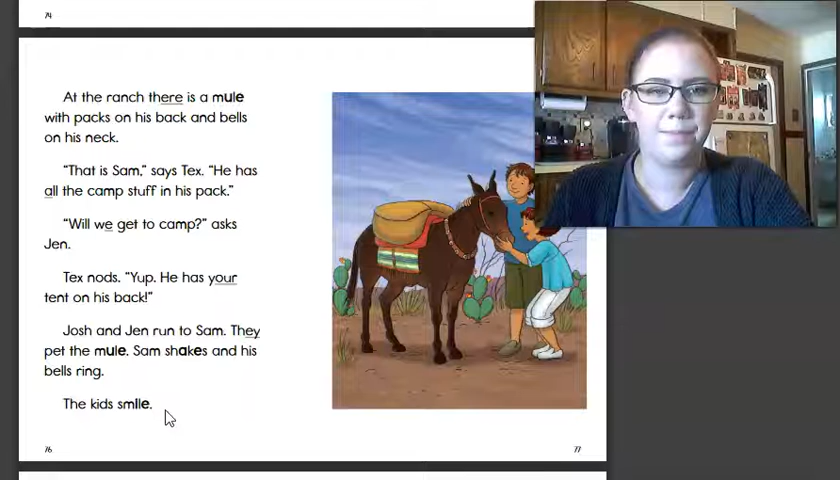 74
At the ranch there is a mule
with packs on his back and bells
on his neck.
"That is Sam," says Tex. "He has
all the camp stuff in his pack."
"Will we get to camp?" asks
Jen.
Tex nods. "Yup. He has your
tent on his back!"
Josh and Jen run to Sam. They
pet the mule. Sam shakes and his
bells ring.
The kids smile.
76
77